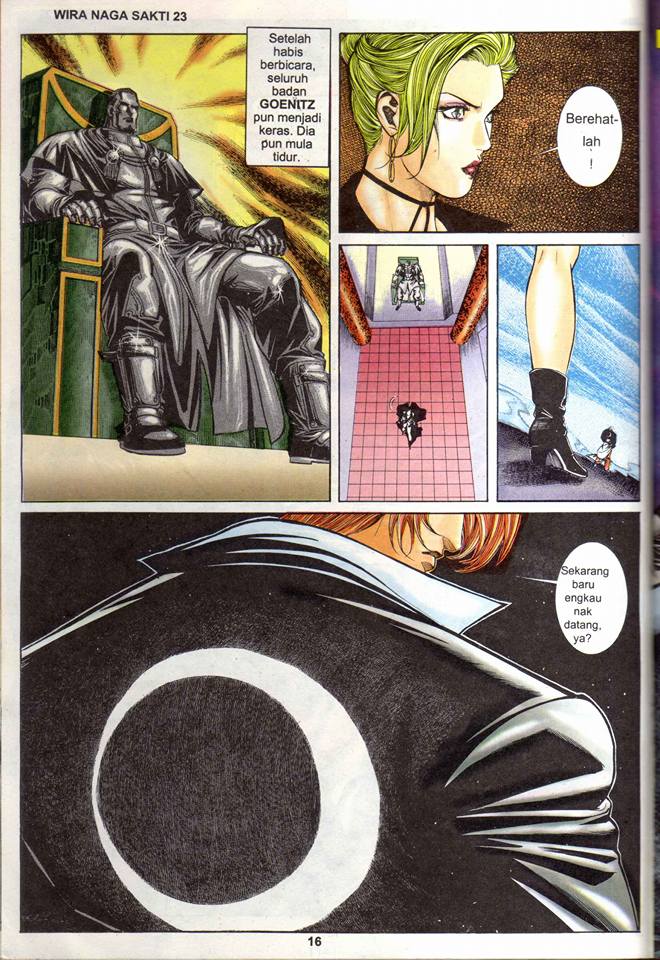 WIRA NAGA SAKTI 23
Setelah
habis
berbicara,
seluruh
badan
GOENITZ
pun menjadi
keras. Dia
pun mula
tidur.
Berehat-
lah
!
Sekarang
baru
engkau
nak
datang,
ya?
16